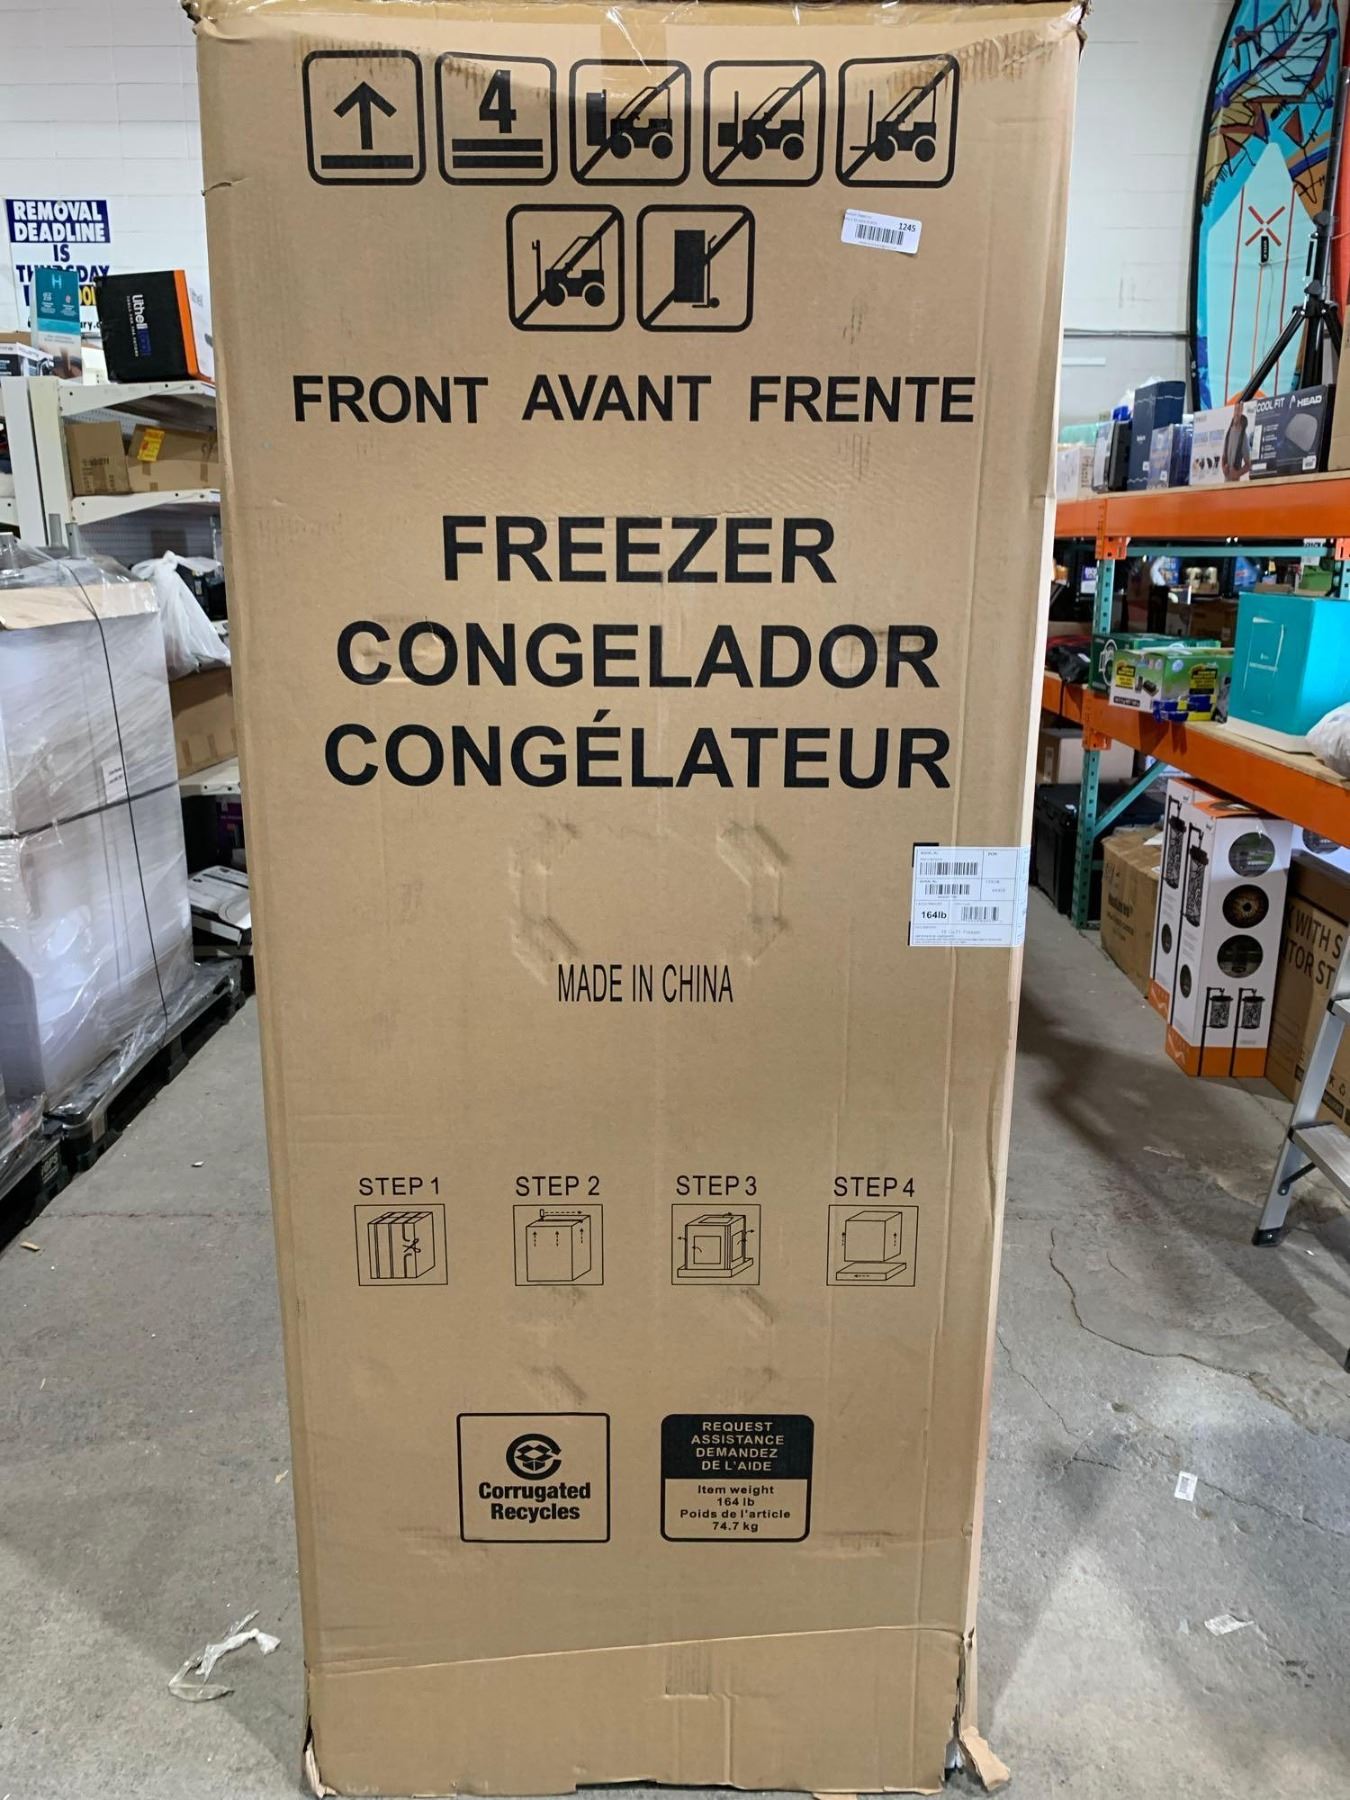 4
1245
FRONT AVANT FRENTE
FREEZER
CONGELADOR
CONGÉLATEUR
164lb
MADE IN CHINA
STEP 1 STEP 2 STEP 3 STEP 4
Corrugated
Recycles
REQUEST
ASSISTANCE
DEMANDEZ
DE L'AIDE
Item weight
164 lb
Poids de l'article
74.7 kg
REMOVAL
DEADLINE
IS
Litheli
COOL FIT
HEAD